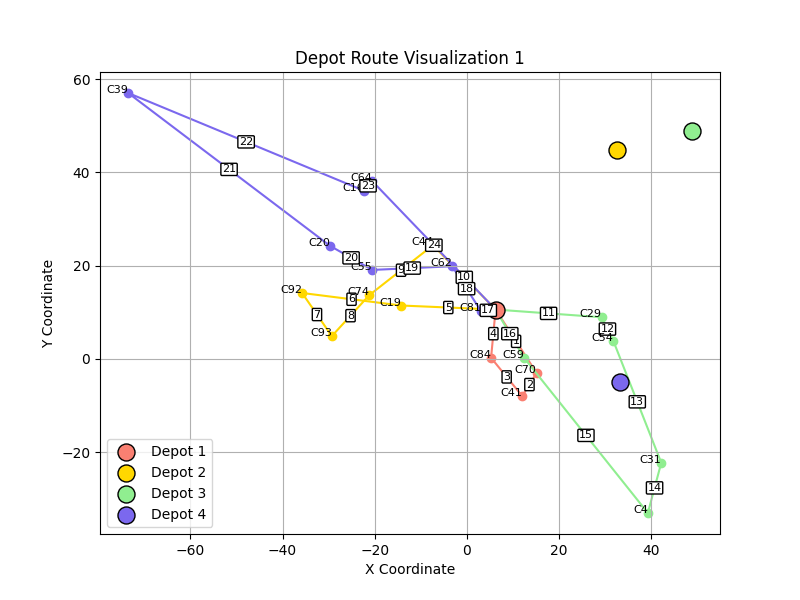 Depot Route Visualization 1
60
40
20
0
−20
−60
−40
−20
0
20
40
Y Coordinate
X Coordinate
C39
22
21
C64
23
C20
20
C55
C44
24
9
19
C62
10
18
C92
C74
6
C19
5
C81
17
7
8
C93
11
C29
12
C54
4
16
C84
C59
3
C70
2
C41
13
15
C31
14
C4
Depot 1
Depot 2
Depot 3
Depot 4